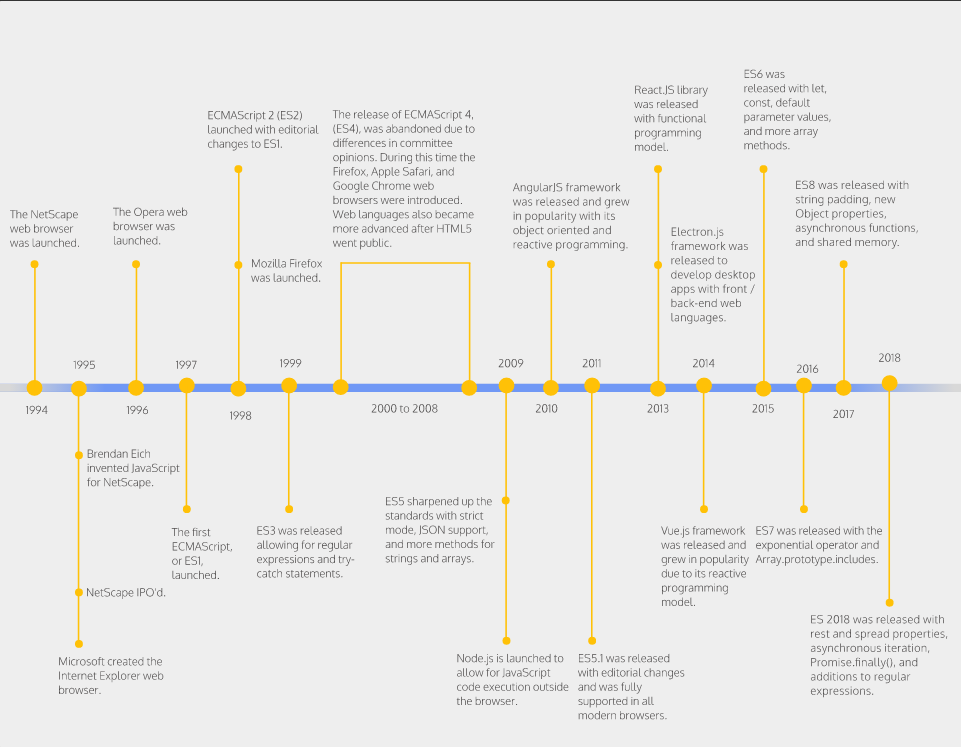 ES6 was
released with let,
const, default
parameter values,
and more array
methods.
React.JS library
was released
with functional
programming
model.
ECMAScript 2 (ES2)
launched with editorial
changes to ES1.
The release of ECMAScript 4,
(ES4), was abandoned due to
differences in committee
opinions. During this time the
Firefox, Apple Safari, and
Google Chrome web
browsers were introduced.
Web languages also became
more advanced after HTML5
went public.
AngularJS framework
was released and grew
in popularity with its
object oriented and
reactive programming.
ES8 was released with
string padding, new
Object properties,
asynchronous functions,
and shared memory.
The NetScape
web browser
was launched.
The Opera web
browser was
launched.
Mozilla Firefox
was launched.
Electron.js
framework was
released to
develop desktop
apps with front /
back-end web
languages.
1995
1997
1999
2009
2011
2014
2016
2018
1994
1996
1998
2000 to 2008
2010
2013
2015
2017
Brendan Eich
invented JavaScript
for NetScape.
NetScape IPO'd.
Microsoft created the
Internet Explorer web
browser.
The first
ECMAScript,
or ES1,
launched.
ES3 was released
allowing for regular
expressions and try-
catch statements.
ES5 sharpened up the
standards with strict
mode, JSON support,
and more methods for
strings and arrays.
Node.js is launched to
allow for JavaScript
code execution outside
the browser.
ES5.1 was released
with editorial changes
and was fully
supported in all
modern browsers.
Vue.js framework
was released and
grew in popularity
due to its reactive
programming
model.
ES7 was released with the
exponential operator and
Array.prototype.includes.
ES 2018 was released with
rest and spread properties,
asynchronous iteration,
Promise.finally(), and
additions to regular
expressions.